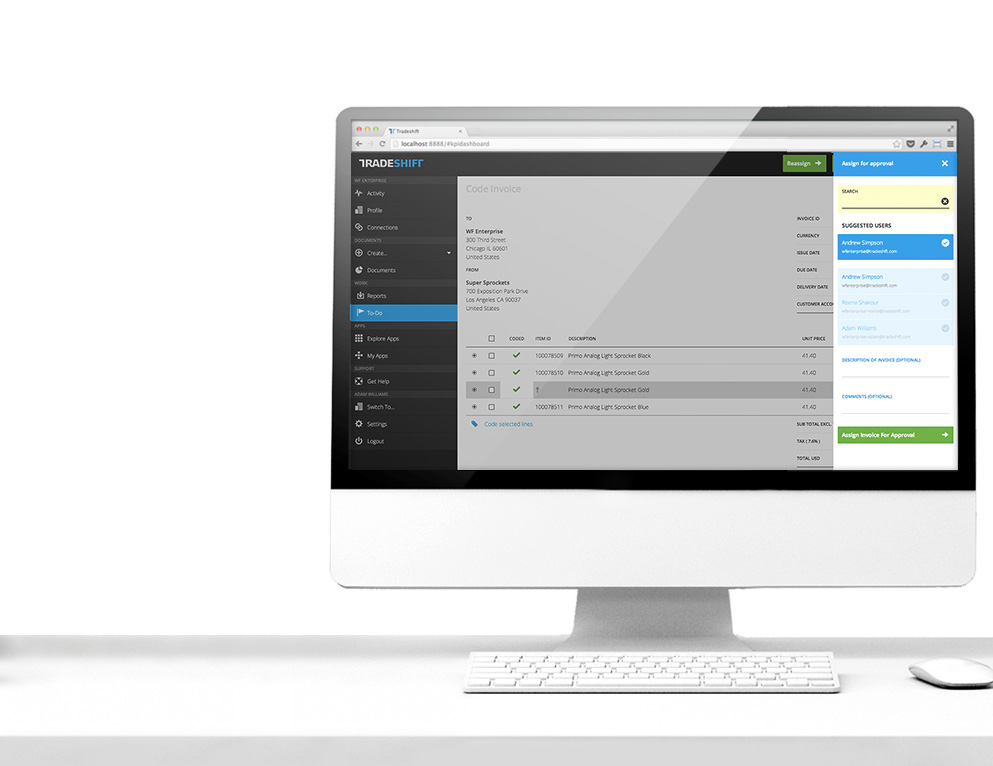 Tradeshift
localhost:8888/#kpidashboard
TRADESHIFT
Reassign
Assign for approval
WF ENTERPRISE
Activity
Profile
Connections
DOCUMENTS
Create...
Documents
WORK
Reports
To-Do
APPS
Explore Apps
My Apps
SUPPORT
Get Help
ADAM WILLIAMS
Switch To...
Settings
Logout
Code Invoice
TO
WF Enterprise
300 Third Street
Chicago IL 60601
United States
FROM
Super Sprockets
700 Exposition Park Drive
Los Angeles CA 90037
United States
INVOICE ID
CURRENCY
ISSUE DATE
DUE DATE
DELIVERY DATE
CUSTOMER ACCO
CODED ITEM ID DESCRIPTION UNIT PRICE
100078509 Primo Analog Light Sprocket Black 41.40
100078510 Primo Analog Light Sprocket Gold 41.40
? Primo Analog Light Sprocket Gold 41.40
100078511 Primo Analog Light Sprocket Blue 41.40
Code selected lines
SUB TOTAL EXCL.
TAX ( 7.6% )
TOTAL USD
SEARCH
SUGGESTED USERS
Andrew Simpson
wfenterprise@tradeshift.com
Andrew Simpson
wfenterprise@tradeshift.com
Reena Shakour
Adam Williams
DESCRIPTION OF INVOICE (OPTIONAL)
COMMENTS (OPTIONAL)
Assign Invoice For Approval